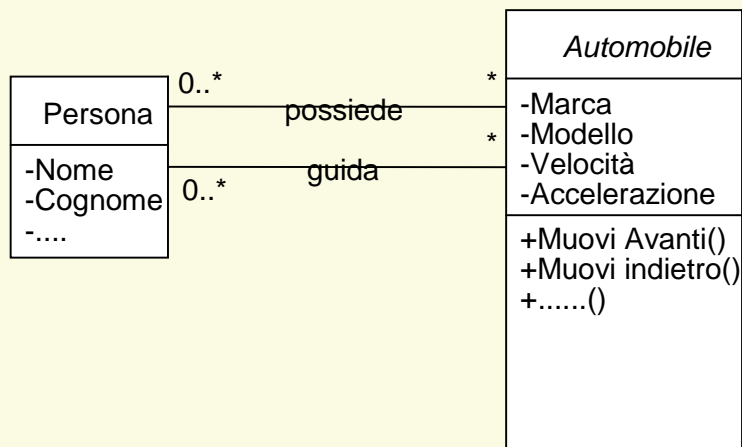 Persona
-Nome
-Cognome
-....
0..*
possiede
*
0..*
guida
*
Automobile
-Marca
-Modello
-Velocità
-Accelerazione
+Muovi Avanti()
+Muovi indietro()
+......()